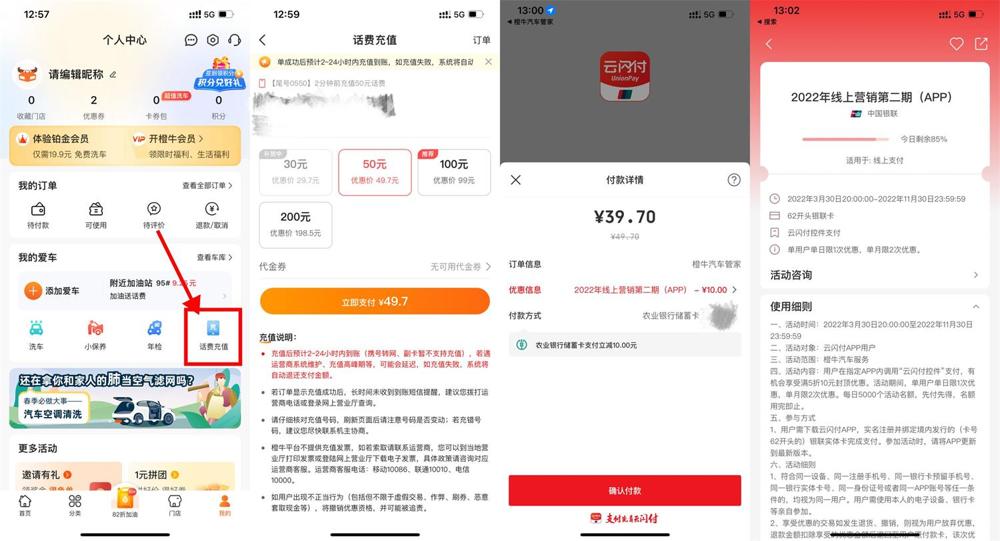 12:57
5G
个人中心
请编辑昵称
签到领积分
积分兑好礼
0
2
0
超值洗车
0
收藏门店
优惠券
卡券包
积分
体验铂金会员
仅需19.9元 免费洗车
VIP 开橙牛会员
领限时福利、生活福利
我的订单
查看全部订单
待付款
可使用
待评价
退款/取消
我的爱车
查看车库
添加爱车
附近加油站 95#
加油送话费
洗车
小保养
年检
话费充值
还在拿你和家人的肺当空气滤网吗?
春季必做大事——
汽车空调清洗
更多活动
邀请有礼
1元拼团
首页
分类
82折加油
门店
我的
12:59
5G
话费充值
订单
单成功后预计2-24小时内充值到账,如充值失败,系统将自动
【尾号0550】2分钟前充值50元话费
30元
优惠价 29.7元
50元
优惠价 49.7元
推荐
100元
优惠价 99元
200元
优惠价 198.5元
代金券
无可用代金券
立即支付 ¥49.7
充值说明:
充值后预计2-24小时内到账(携号转网、副卡暂不支持充值),若遇
运营商系统维护、充值高峰期等,可能会延迟、如充值失败,系统将
自动退还支付金额。
若订单显示充值成功后,长时间未收到到账短信提醒,建议您拨打运
营商电话或登录网上营业厅查询。
请仔细核对充值号码,刷新页面后请注意号码是否变动;若充错号
码,建议您尽快联系机主协商。
橙牛平台不提供充值发票,如若索取请联系运营商,您可以到当地营
业厅打印发票或登陆网上营业厅下载电子发票,具体政策请咨询对应
运营商客服。运营商客服电话:移动10086、联通10010、电信
10000。
如用户出现不正当行为(包括但不限于虚假交易、作弊、刷券、恶意
套取现金等),将撤销优惠资格,并可能被追责。
13:00
5G
橙牛汽车管家
云闪付
UnionPay
付款详情
¥39.70
¥49.70
订单信息
橙牛汽车管家
优惠信息
2022年线上营销第二期(APP) − ¥10.00
付款方式
农业银行储蓄卡
农业银行储蓄卡支付立减10.00元
确认付款
支付就是云闪付
13:02
5G
搜索
2022年线上营销第二期(APP)
中国银联
今日剩余85%
适用于: 线上支付
2022年3月30日20:00:00~2022年11月30日23:59:59
62开头银联卡
云闪付控件支付
单用户单日限1次优惠,单月限2次优惠。
活动咨询
使用细则
一、活动时间:2022年3月30日20:00:00至2022年11月30日
23:59:59
二、活动对象:云闪付APP用户
三、活动范围:橙牛汽车服务
四、活动内容:用户在指定APP内调用“云闪付控件”支付,有
机会享受满5折10元封顶优惠。活动期间,单用户单日限1次
优惠,单月限2次优惠。每日5000个活动名额,先付先得,名额
用完即止。
五、参与方式
1、用户需下载云闪付APP,实名注册并绑定境内发行的(卡号
62开头的)银联实体卡完成支付。参加活动时,请将APP更新
到最新版本。
六、活动细则
1、符合同一设备、同一注册手机号、同一银行卡预留手机号、
同一银行实体卡号、同一身份证号或者同一APP账号等任一条
件的,均视为同一用户。用户需使用本人的电子设备、银行卡
等亲自参加。
2、享受优惠的交易如发生退货、撤销,则视为用户放弃优惠,